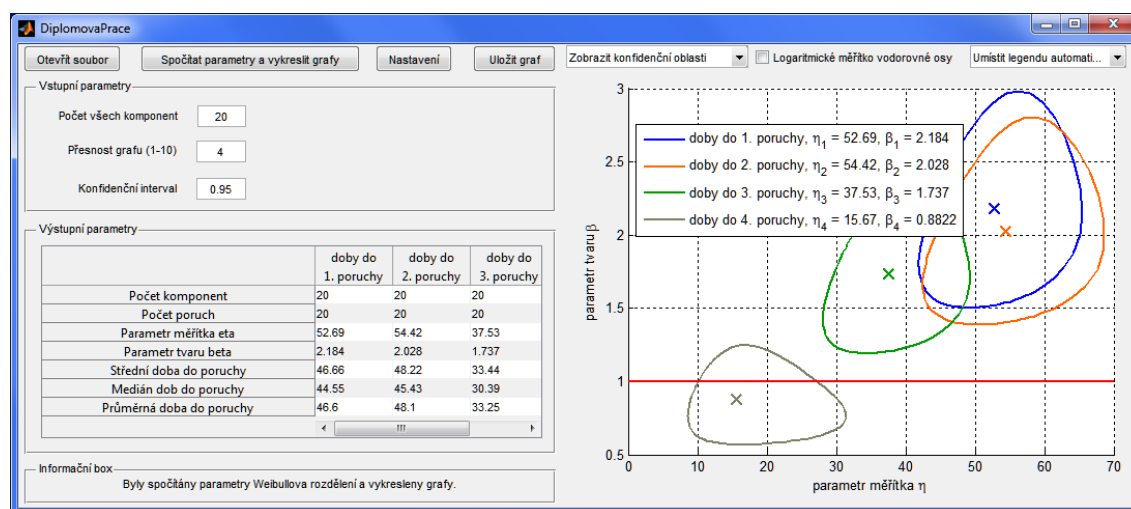 DiplomovaPrace
Otevřít soubor
Spočítat parametry a vykreslit grafy
Nastavení
Uložit graf
Zobrazit konfidenční oblasti
Logaritmické měřítko vodorovné osy
Umístit legendu automati...
Vstupní parametry
Počet všech komponent 20
Přesnost grafu (1-10) 4
Konfidenční interval 0.95
Výstupní parametry
doby do 1. poruchy
doby do 2. poruchy
doby do 3. poruchy
Počet komponent 20 20 20
Počet poruch 20 20 20
Parametr měřítka eta 52.69 54.42 37.53
Parametr tvaru beta 2.184 2.028 1.737
Střední doba do poruchy 46.66 48.22 33.44
Medián dob do poruchy 44.55 45.43 30.39
Průměrná doba do poruchy 46.6 48.1 33.25
Informační box
Byly spočítány parametry Weibullova rozdělení a vykresleny grafy.
doby do 1. poruchy, η1 = 52.69, β1 = 2.184
doby do 2. poruchy, η2 = 54.42, β2 = 2.028
doby do 3. poruchy, η3 = 37.53, β3 = 1.737
doby do 4. poruchy, η4 = 15.67, β4 = 0.8822
parametr tvaru β
3
2.5
2
1.5
1
0.5
0 10 20 30 40 50 60 70
parametr měřítka η